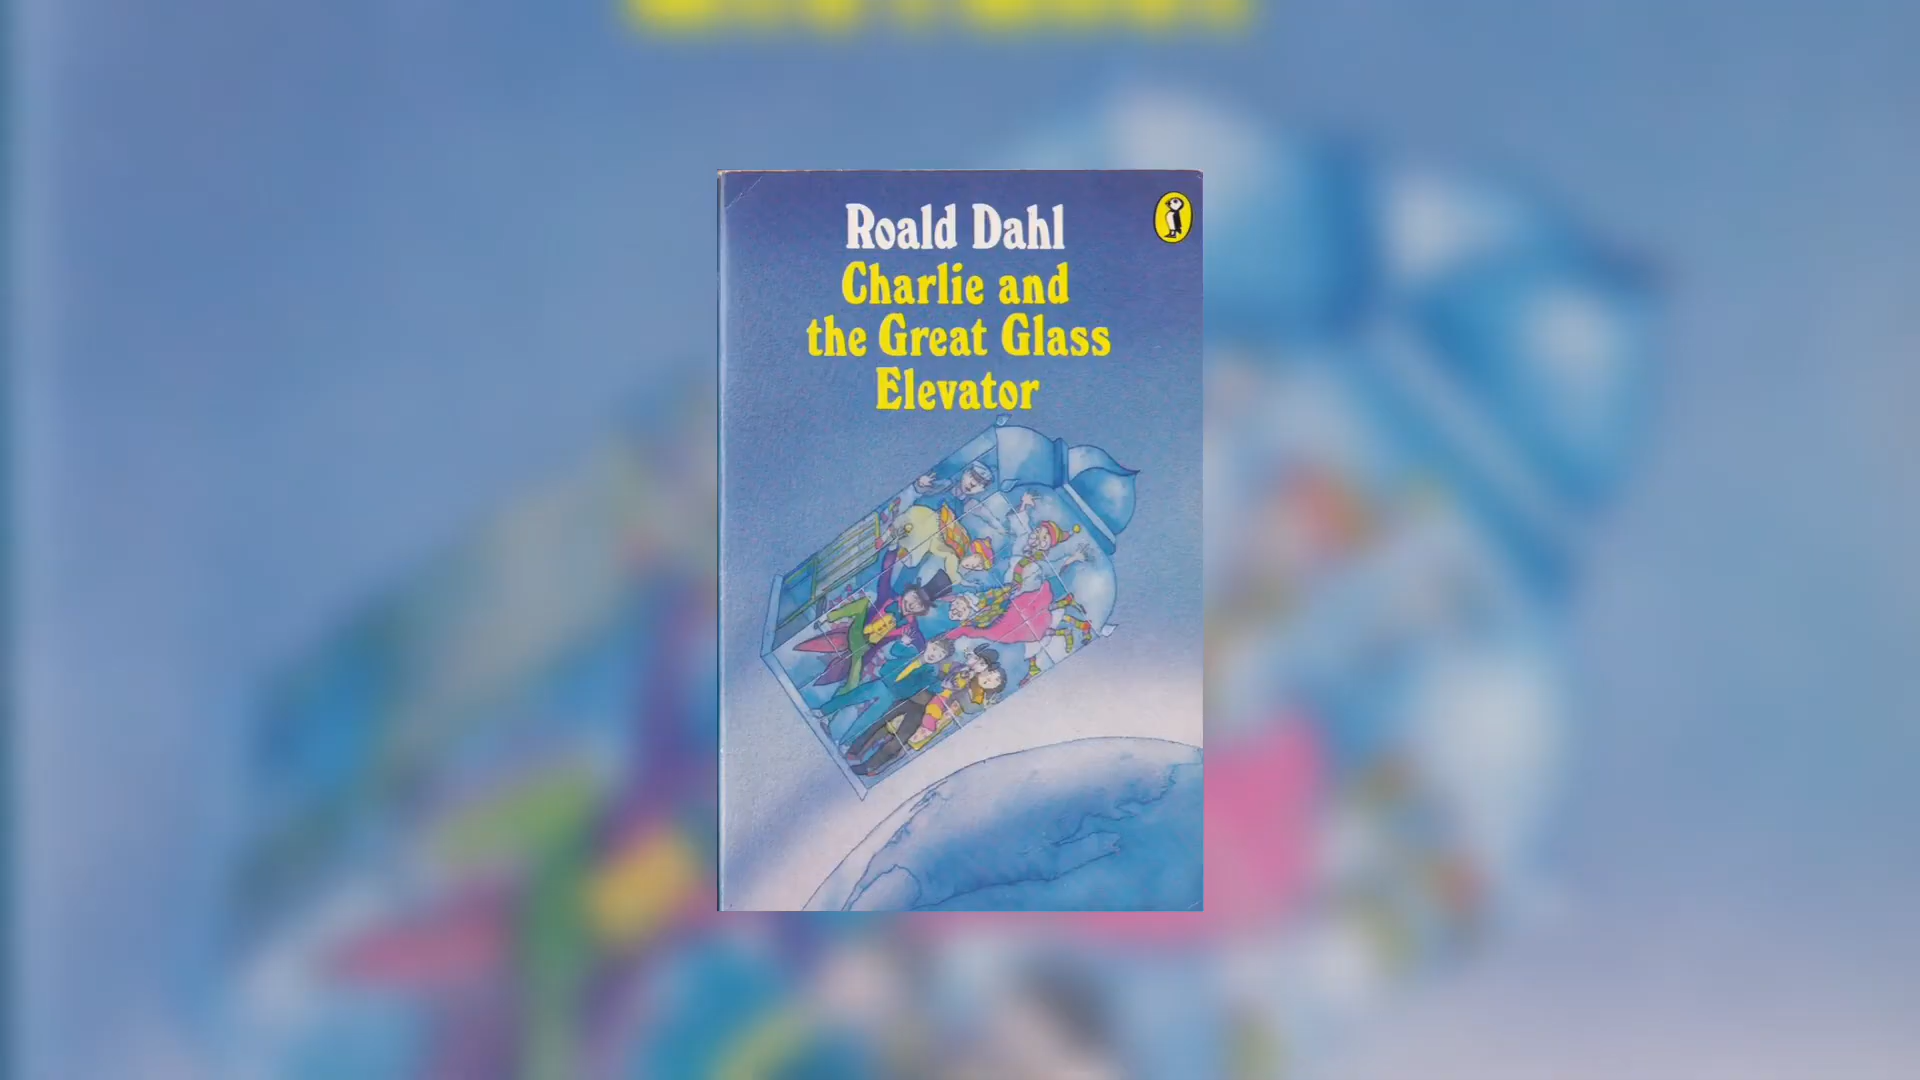 Roald Dahl
Charlie and
the Great Glass
Elevator